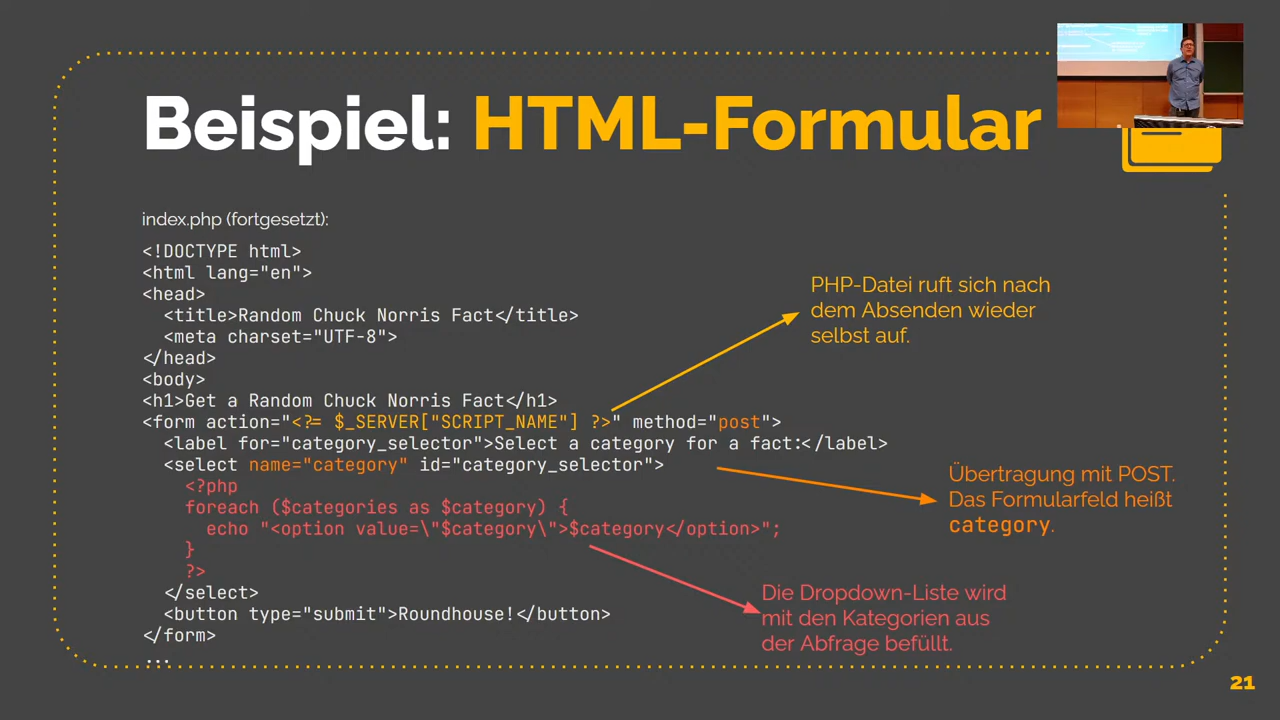 Beispiel: HTML-Formular
index.php (fortgesetzt):
<!DOCTYPE html>
<html lang="en">
<head>
  <title>Random Chuck Norris Fact</title>
  <meta charset="UTF-8">
</head>
<body>
<h1>Get a Random Chuck Norris Fact</h1>
<form action="<?= $_SERVER["SCRIPT_NAME"] ?>" method="post">
  <label for="category_selector">Select a category for a fact:</label>
  <select name="category" id="category_selector">
    <?php
    foreach ($categories as $category) {
      echo "<option value=\"$category\">$category</option>";
    }
    ?>
  </select>
  <button type="submit">Roundhouse!</button>
</form>
...
PHP-Datei ruft sich nach
dem Absenden wieder
selbst auf.
Übertragung mit POST.
Das Formularfeld heißt
category.
Die Dropdown-Liste wird
mit den Kategorien aus
der Abfrage befüllt.
21